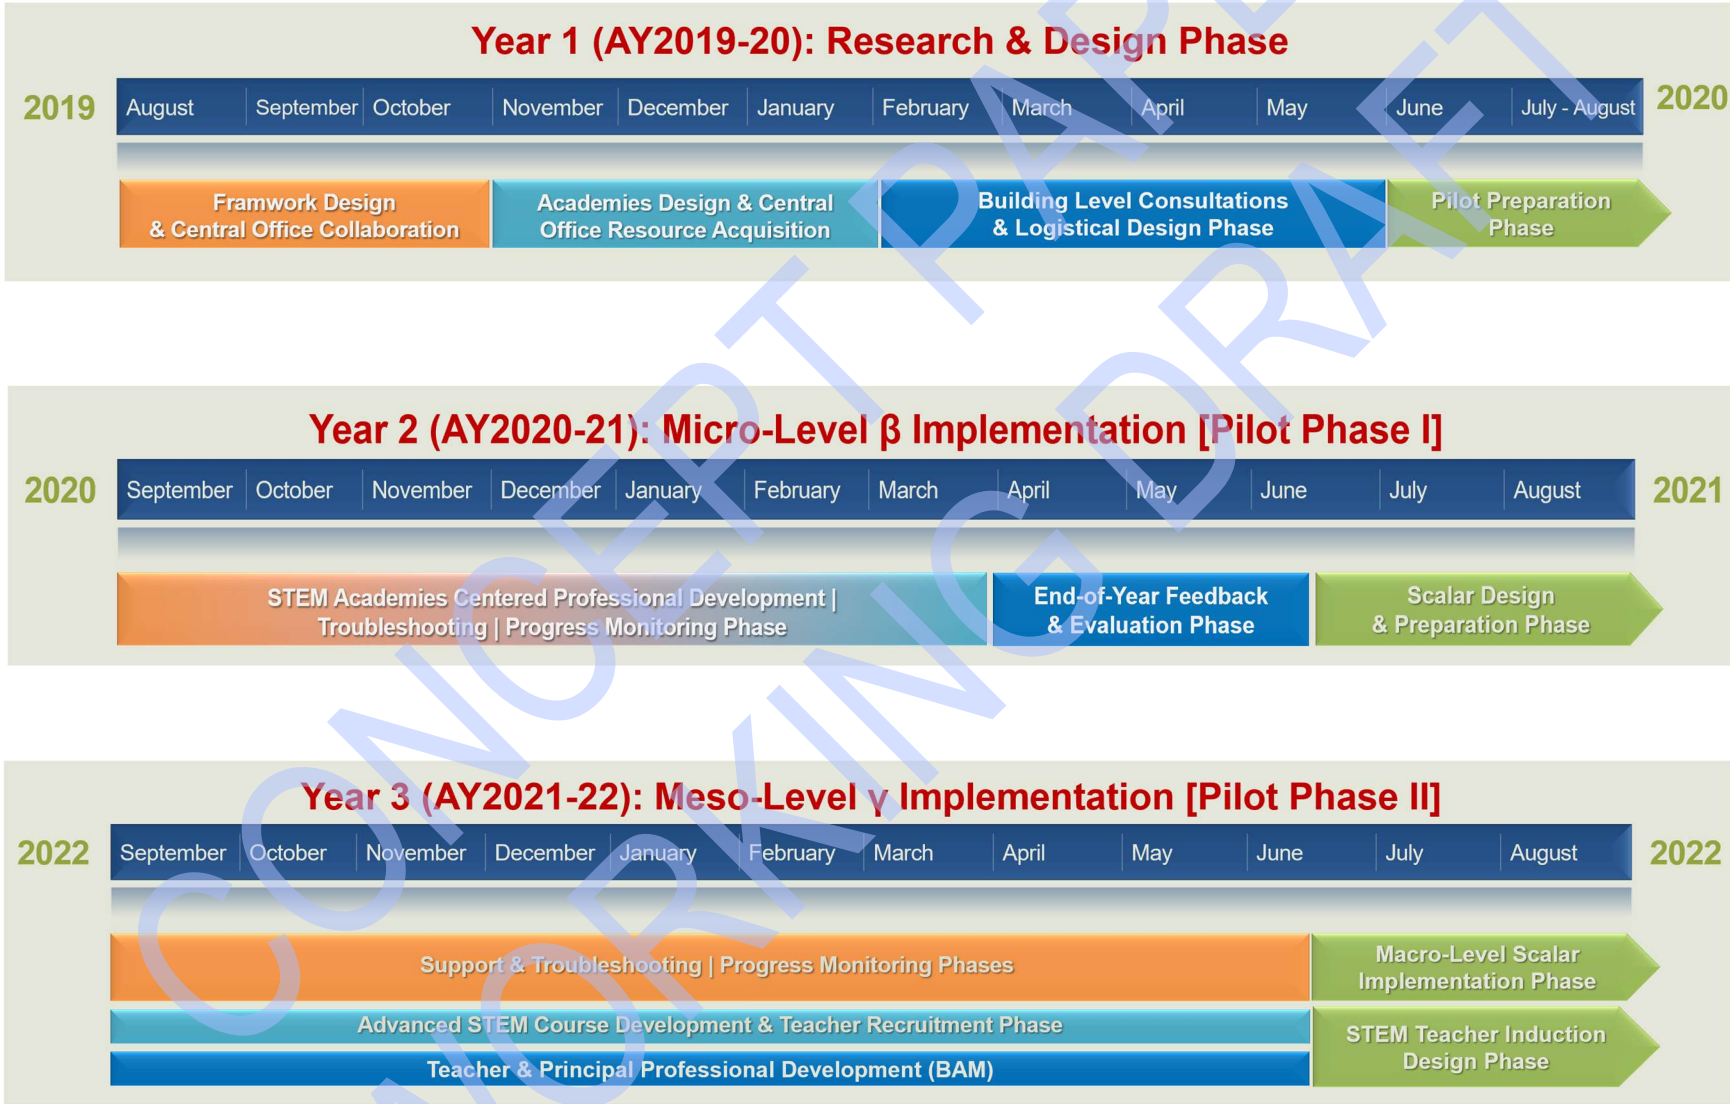 Year 1 (AY2019-20): Research & Design Phase
2019 August September October November December January February March April May June July - August 2020
Framwork Design
& Central Office Collaboration
Academies Design & Central
Office Resource Acquisition
Building Level Consultations
& Logistical Design Phase
Pilot Preparation
Phase
Year 2 (AY2020-21): Micro-Level β Implementation [Pilot Phase I]
2020 September October November December January February March April May June July August 2021
STEM Academies Centered Professional Development |
Troubleshooting | Progress Monitoring Phase
End-of-Year Feedback
& Evaluation Phase
Scalar Design
& Preparation Phase
Year 3 (AY2021-22): Meso-Level γ Implementation [Pilot Phase II]
2022 September October November December January February March April May June July August 2022
Support & Troubleshooting | Progress Monitoring Phases
Macro-Level Scalar
Implementation Phase
Advanced STEM Course Development & Teacher Recruitment Phase
Teacher & Principal Professional Development (BAM)
STEM Teacher Induction
Design Phase
CONCEPT PAPE
WORKING DRAFT